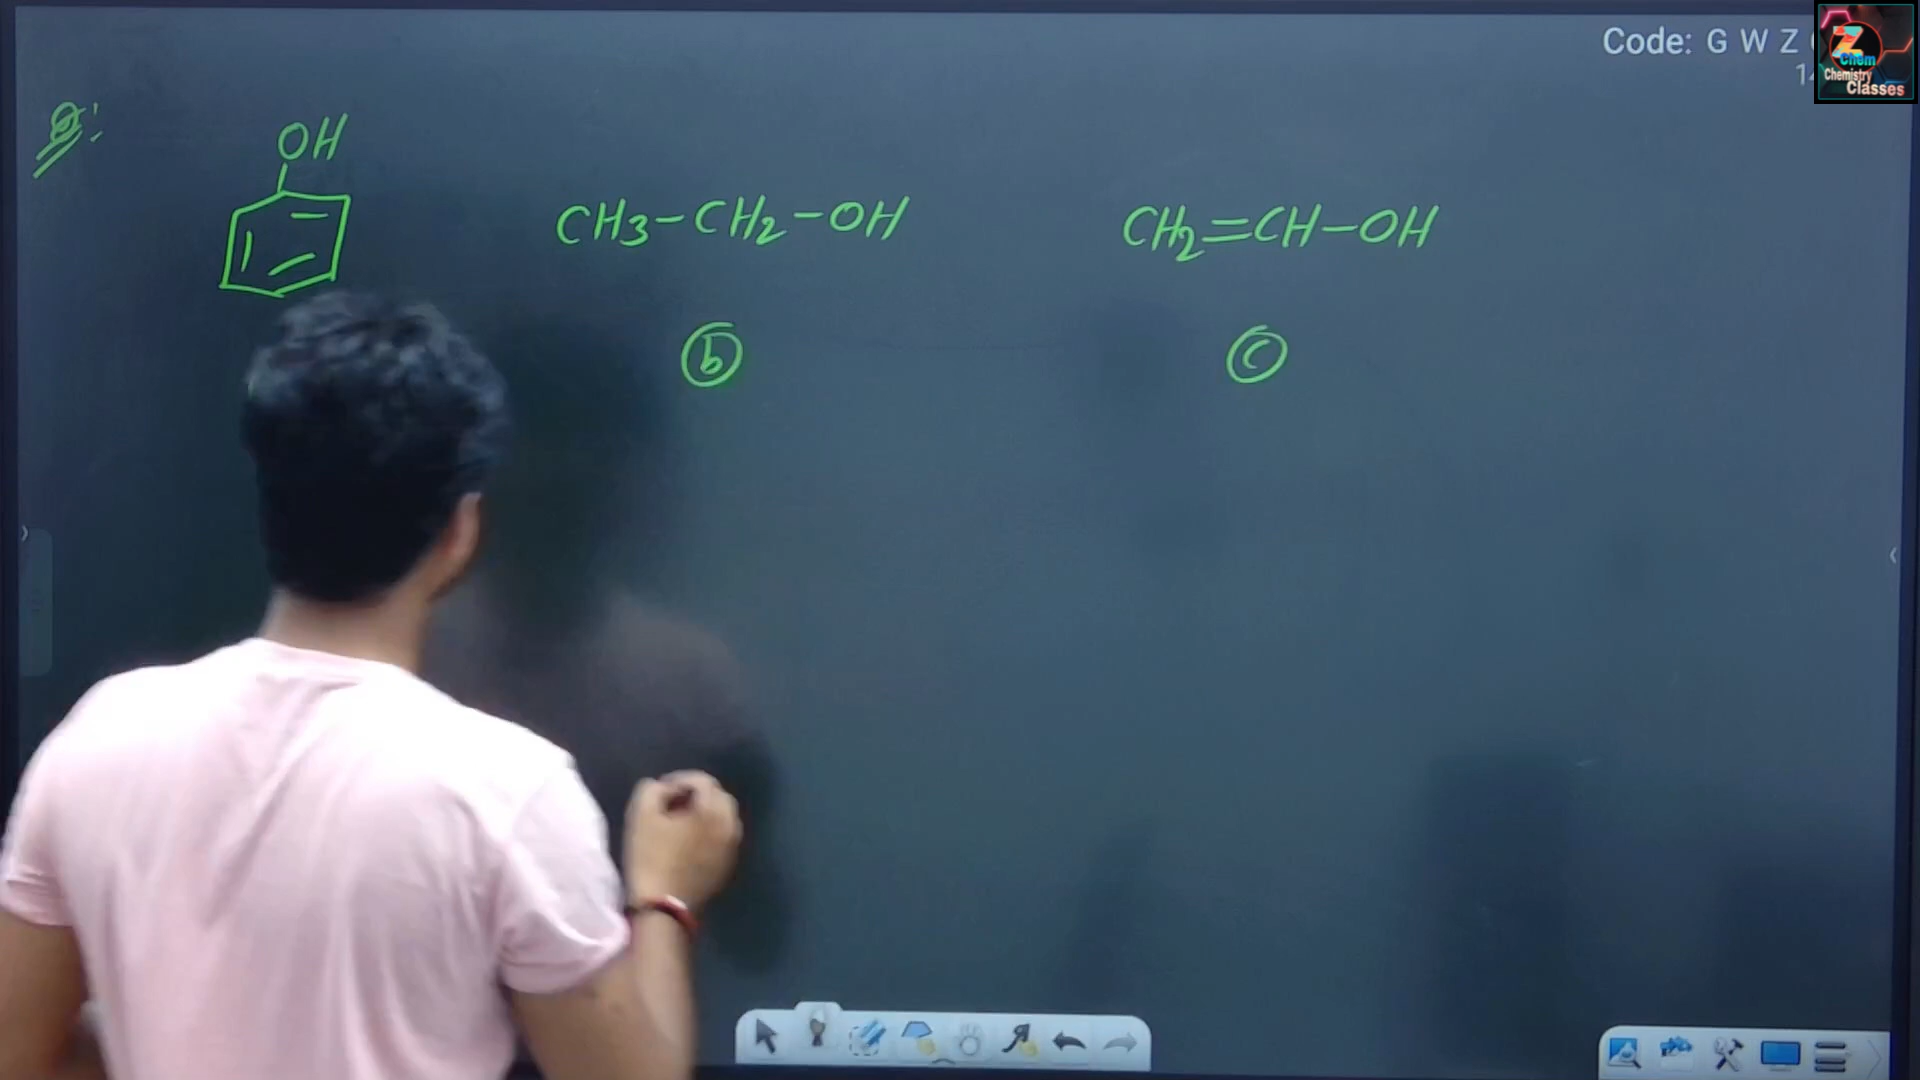 Code: G W Z
Z
Chem
Chemistry
Classes
Q:
OH
CH3-CH2-OH
CH2=CH-OH
b
c